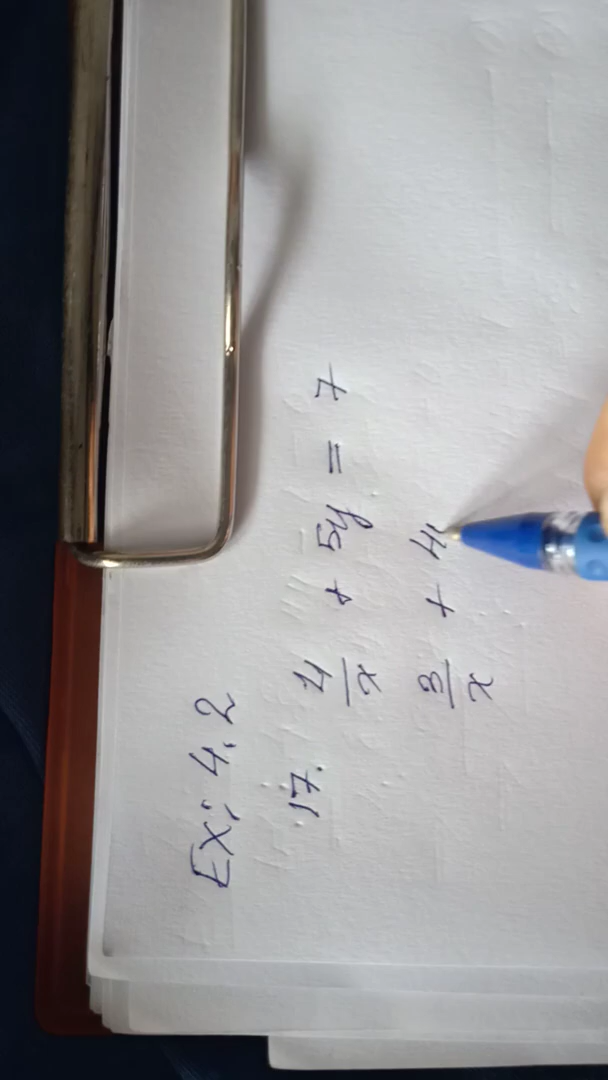 Ex; 4.2
17. 4/x + 5y = 7
3/x + 4